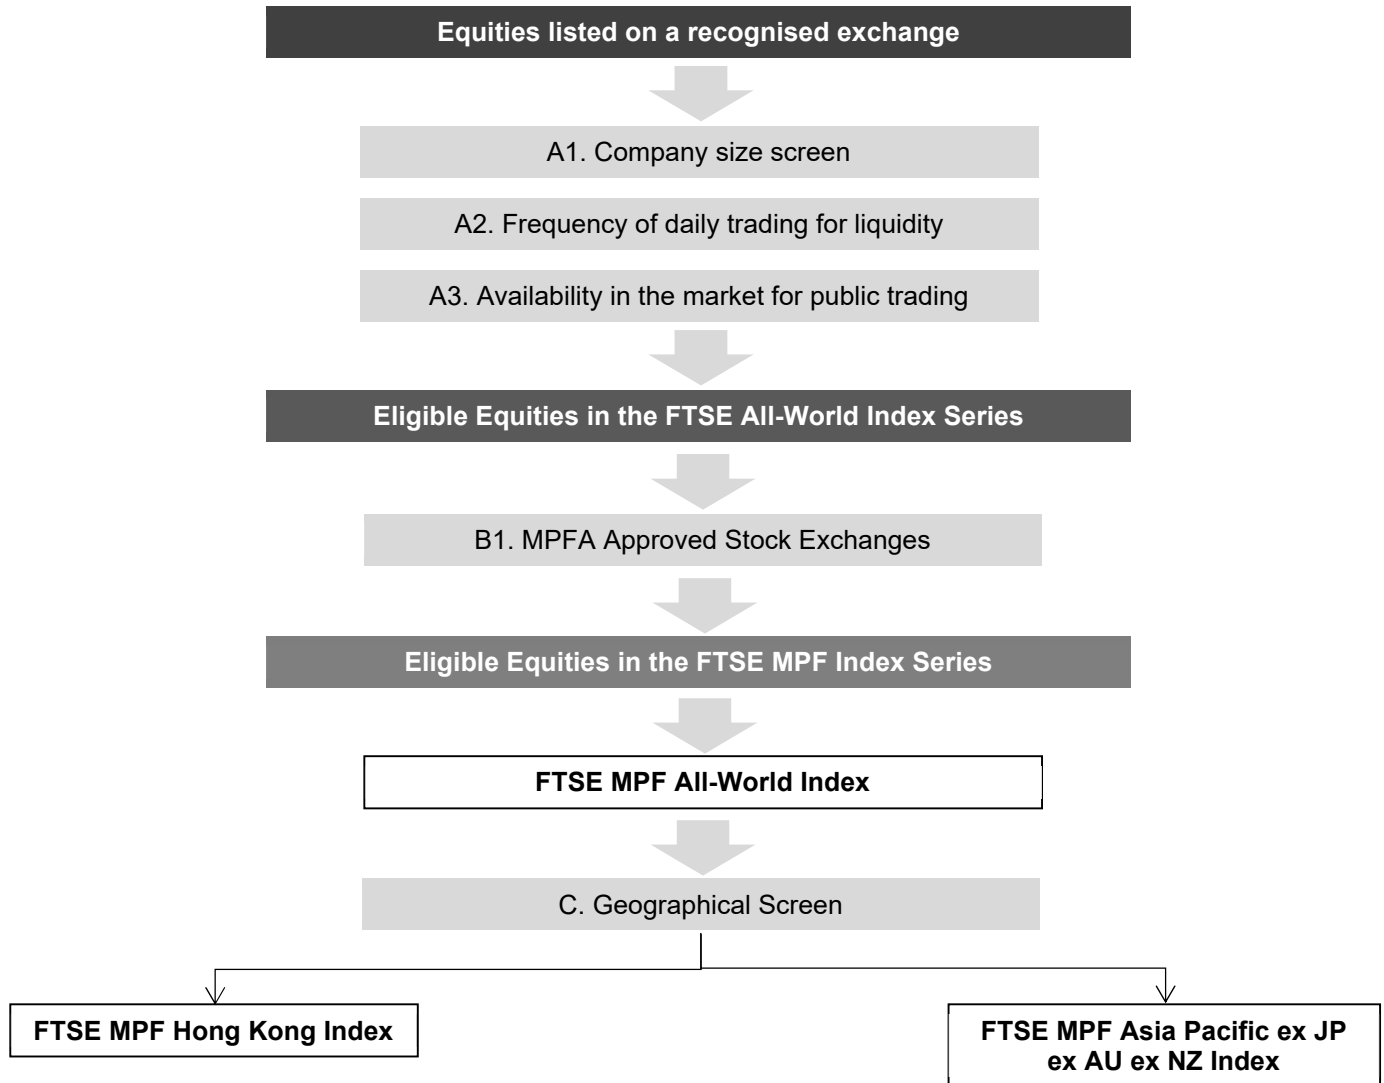 Equities listed on a recognised exchange
A1. Company size screen
A2. Frequency of daily trading for liquidity
A3. Availability in the market for public trading
Eligible Equities in the FTSE All-World Index Series
B1. MPFA Approved Stock Exchanges
Eligible Equities in the FTSE MPF Index Series
FTSE MPF All-World Index
C. Geographical Screen
FTSE MPF Hong Kong Index
FTSE MPF Asia Pacific ex JP
ex AU ex NZ Index